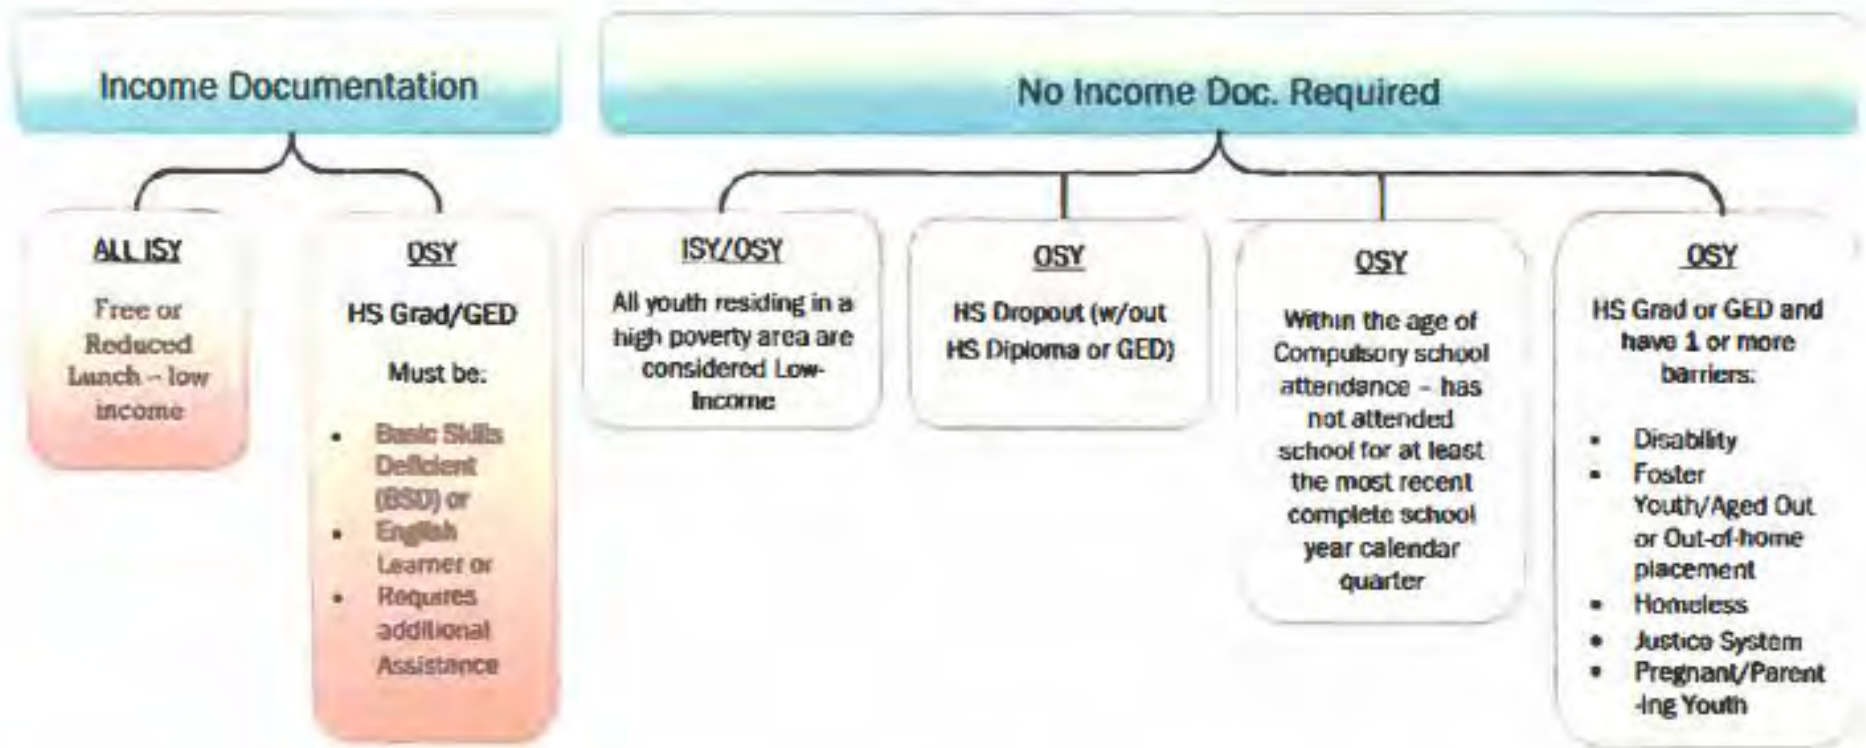 Income Documentation
No Income Doc. Required
ALL ISY
Free or
Reduced
Lunch – low
income
OSY
HS Grad/GED
Must be:
• Basic Skills
Deficient
(BSD) or
• English
Learner or
• Requires
additional
Assistance
ISY/OSY
All youth residing in a
high poverty area are
considered Low-
Income
OSY
HS Dropout (w/out
HS Diploma or GED)
OSY
Within the age of
Compulsory school
attendance – has
not attended
school for at least
the most recent
complete school
year calendar
quarter
OSY
HS Grad or GED and
have 1 or more
barriers:
• Disability
• Foster
Youth/Aged Out
or Out-of-home
placement
• Homeless
• Justice System
• Pregnant/Parent
-ing Youth